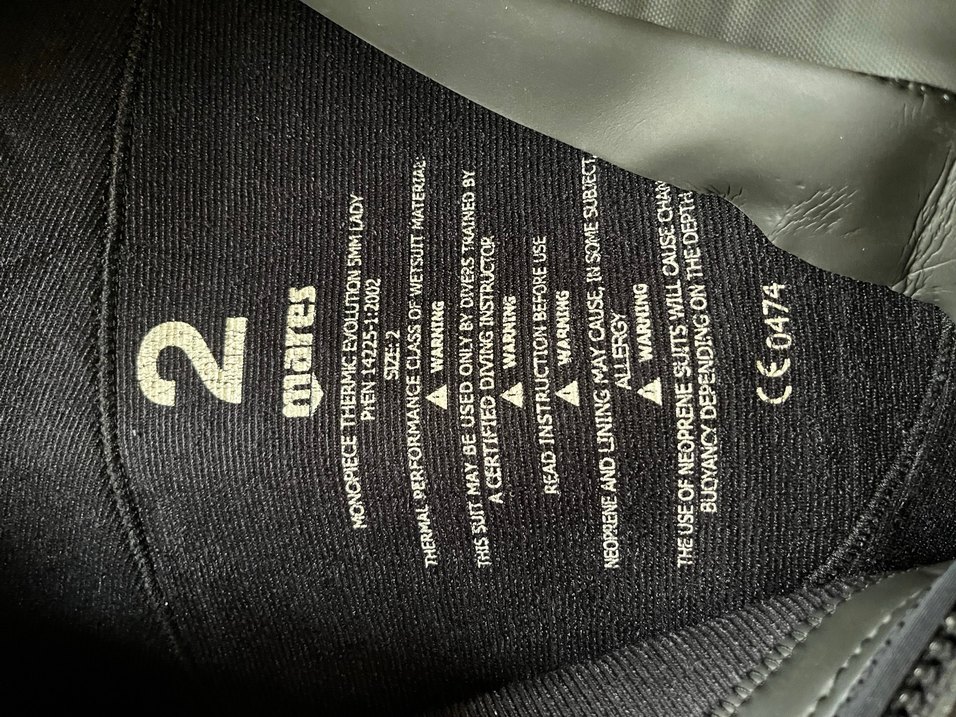 2
mares
MONOPIECE THERMIC EVOLUTION 5MM LADY
PrEN 14225-1:2002
SIZE: 2
THERMAL PERFORMANCE CLASS OF WETSUIT MATERIAL:
⚠ WARNING
THIS SUIT MAY BE USED ONLY BY DIVERS TRAINED BY
A CERTIFIED DIVING INSTRUCTOR
⚠ WARNING
READ INSTRUCTION BEFORE USE
⚠ WARNING
NEOPRENE AND LINING MAY CAUSE, IN SOME SUBJECT
ALLERGY
⚠ WARNING
THE USE OF NEOPRENE SUITS WILL CAUSE CHAN
BUOYANCY DEPENDING ON THE DEPTH
CE 0474